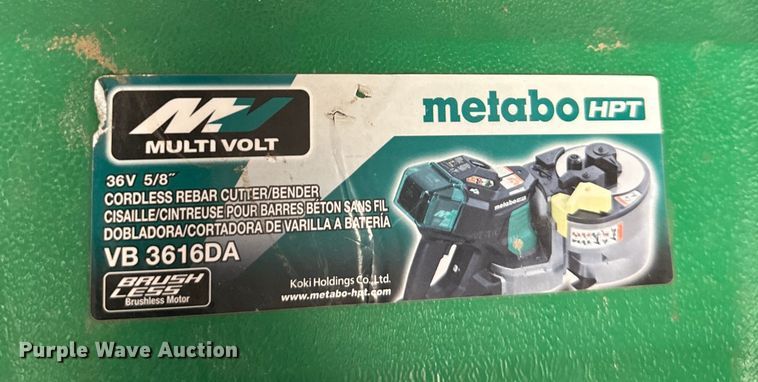 MV
MULTI VOLT
metabo HPT
36V 5/8"
CORDLESS REBAR CUTTER/BENDER
CISAILLE/CINTREUSE POUR BARRES BÉTON SANS FIL
DOBLADORA/CORTADORA DE VARILLA A BATERÍA
VB 3616DA
BRUSH
LESS
Brushless Motor
Koki Holdings Co.,Ltd.
www.metabo-hpt.com
metabo
Purple Wave Auction